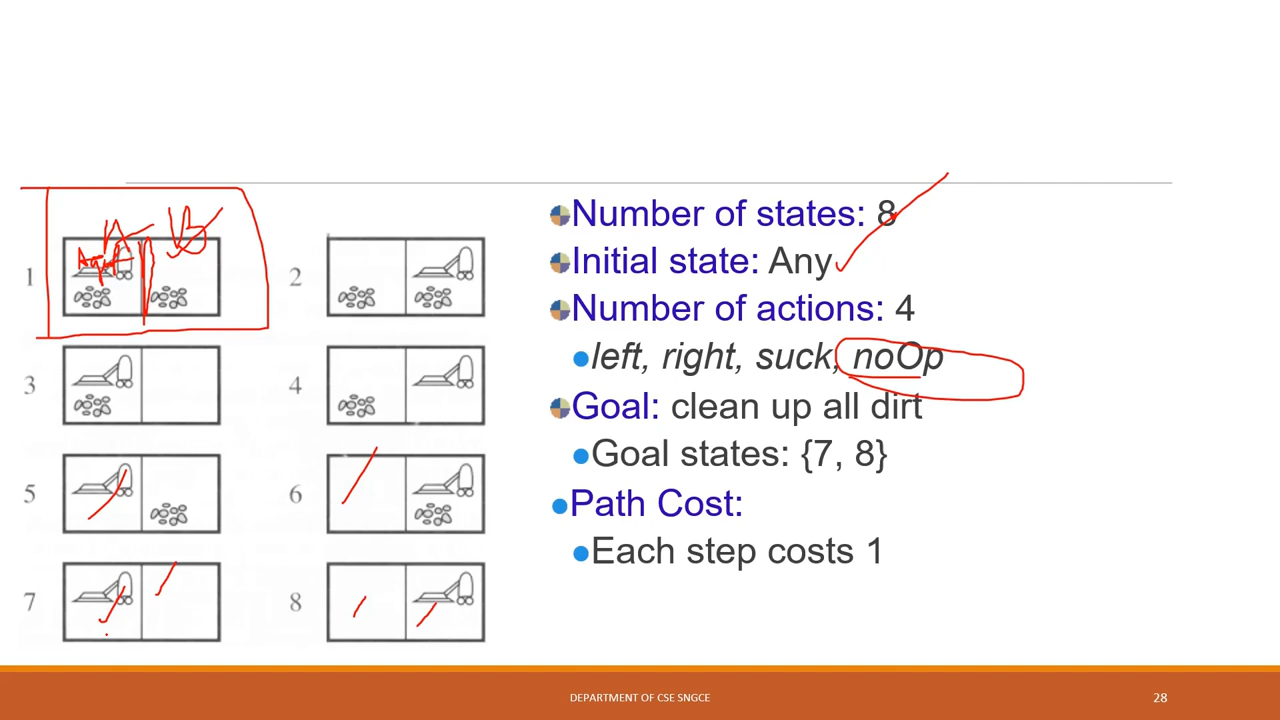 A B
Agent
1
2
3
4
5
6
7
8
Number of states: 8
Initial state: Any
Number of actions: 4
left, right, suck, noOp
Goal: clean up all dirt
Goal states: {7, 8}
Path Cost:
Each step costs 1
DEPARTMENT OF CSE SNGCE
28